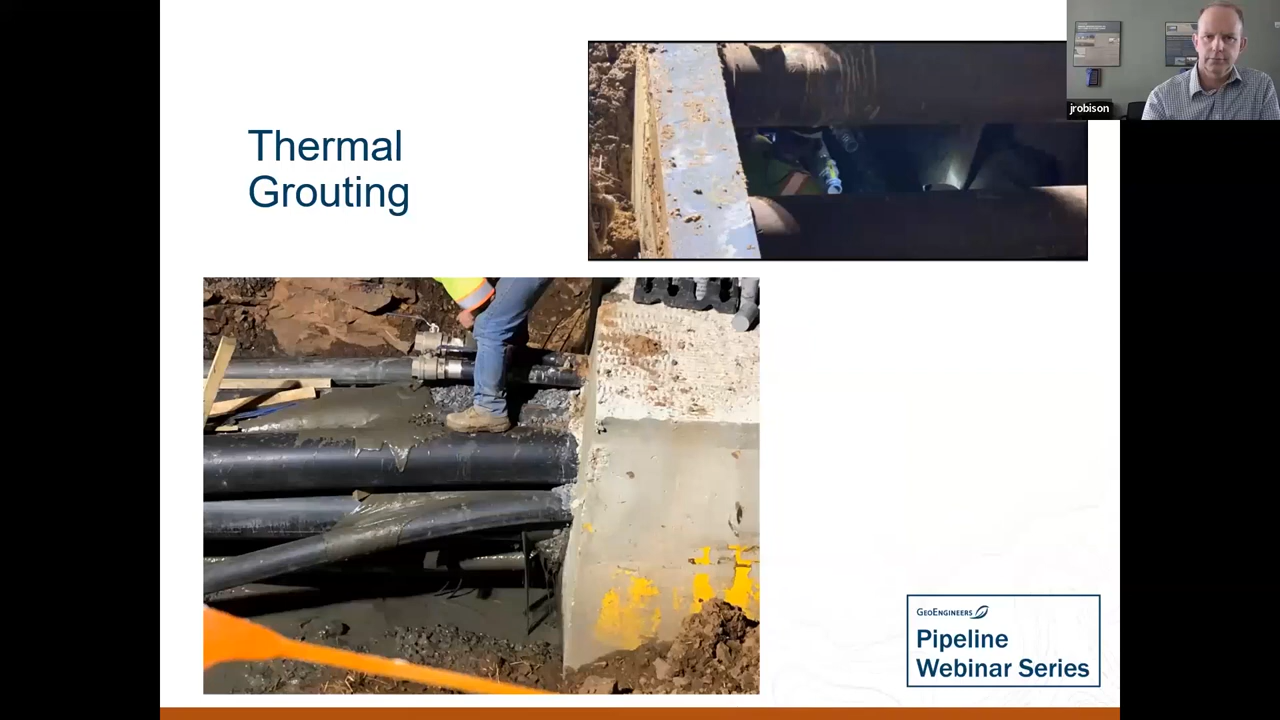 Thermal
Grouting
jrobison
GEOENGINEERS
Pipeline
Webinar Series